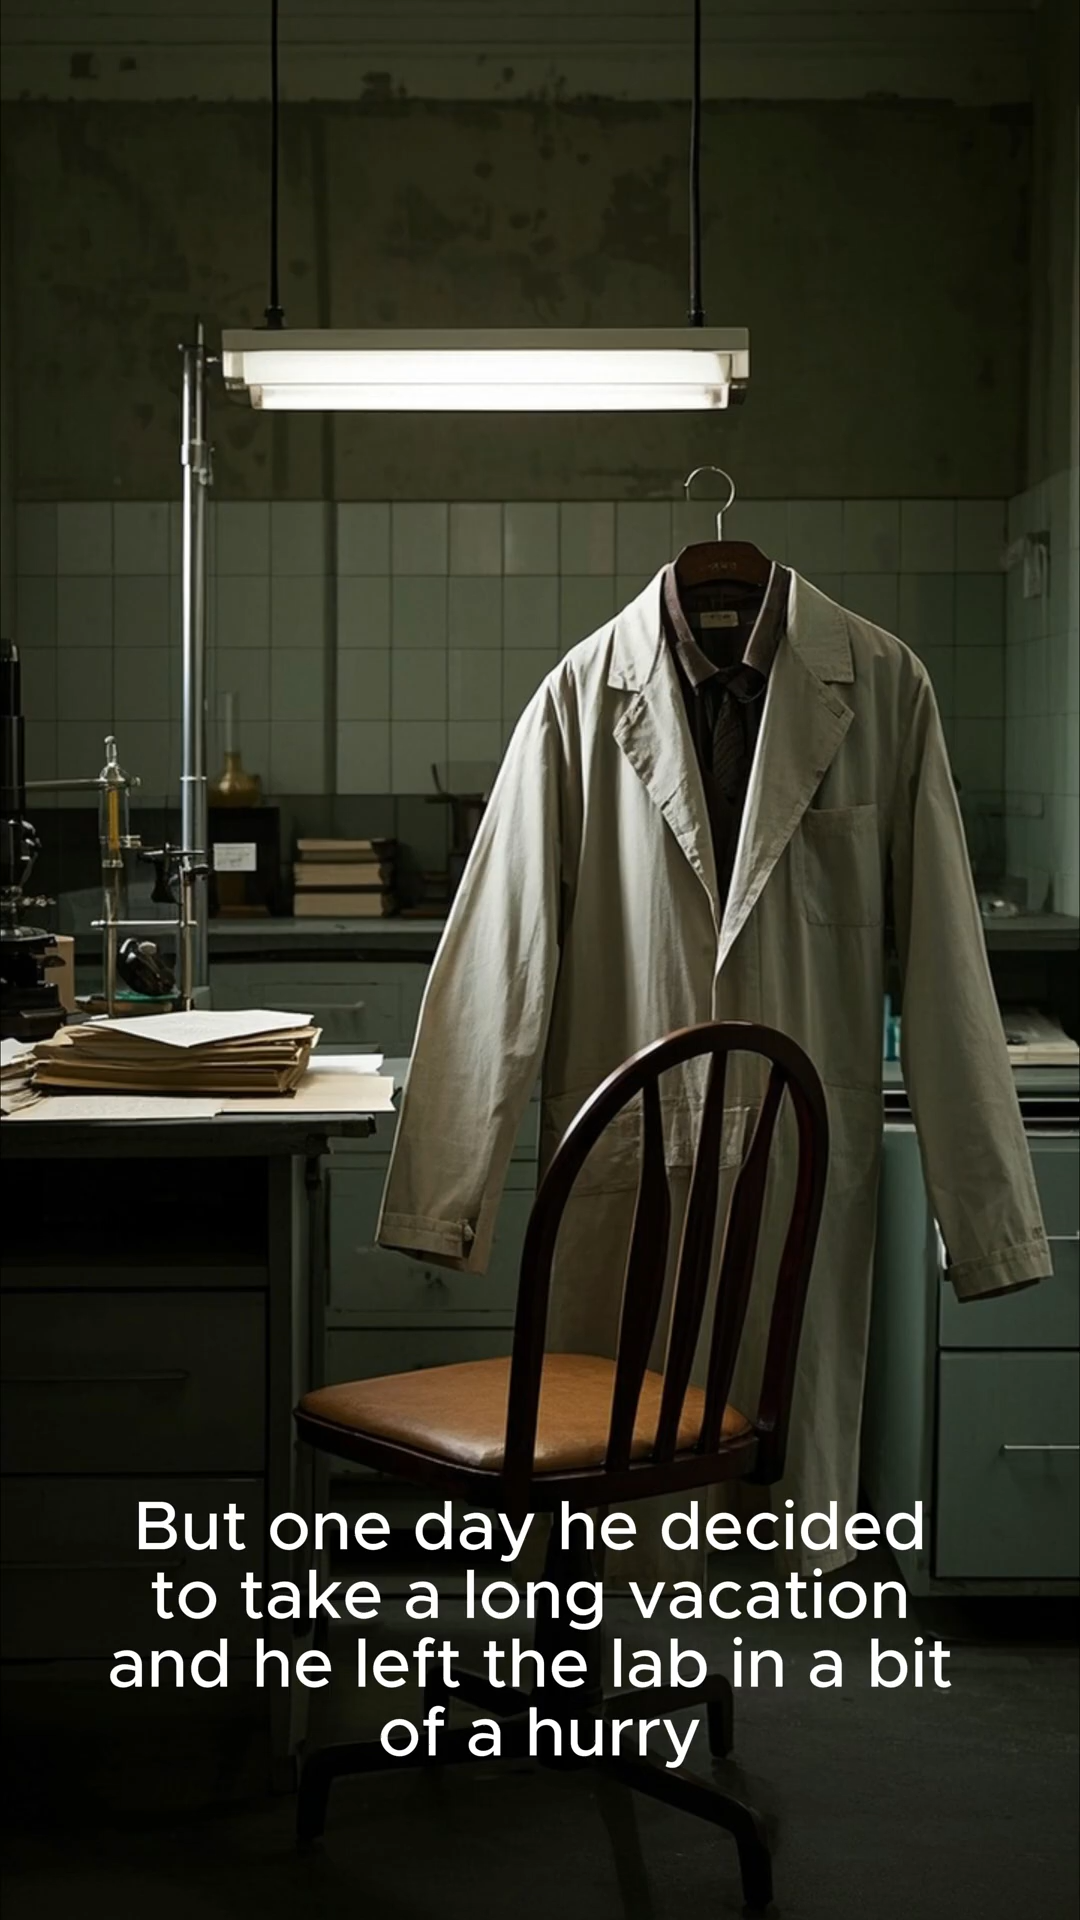 But one day he decided
to take a long vacation
and he left the lab in a bit
of a hurry